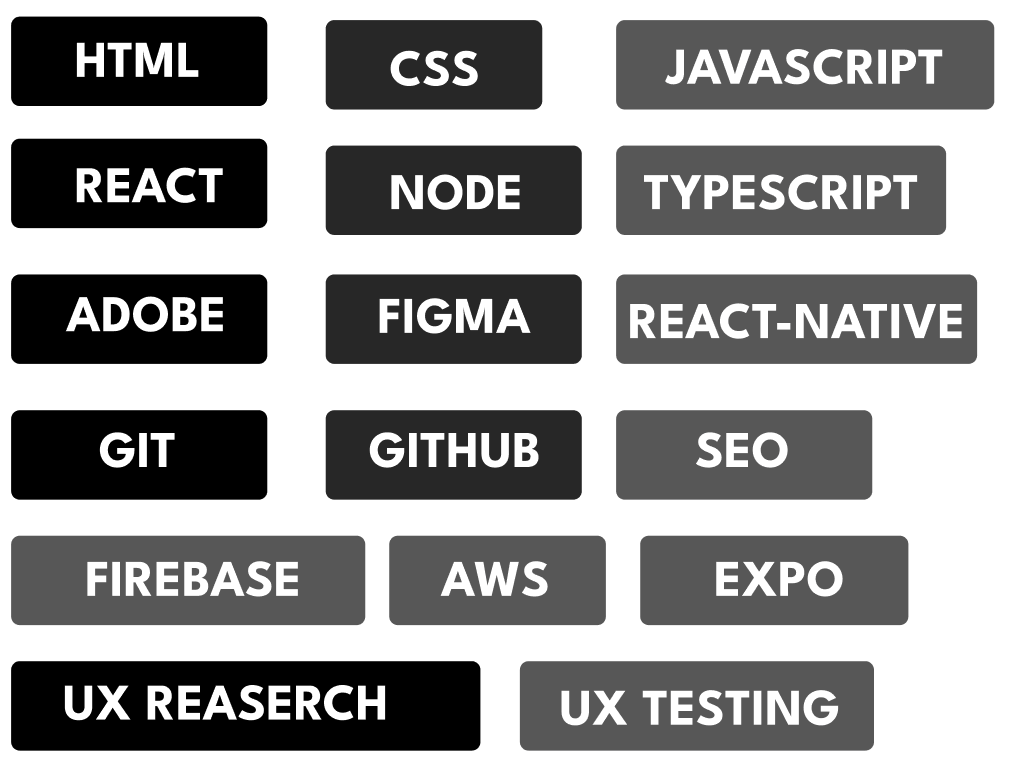 HTML CSS JAVASCRIPT
REACT NODE TYPESCRIPT
ADOBE FIGMA REACT-NATIVE
GIT GITHUB SEO
FIREBASE AWS EXPO
UX REASERCH UX TESTING